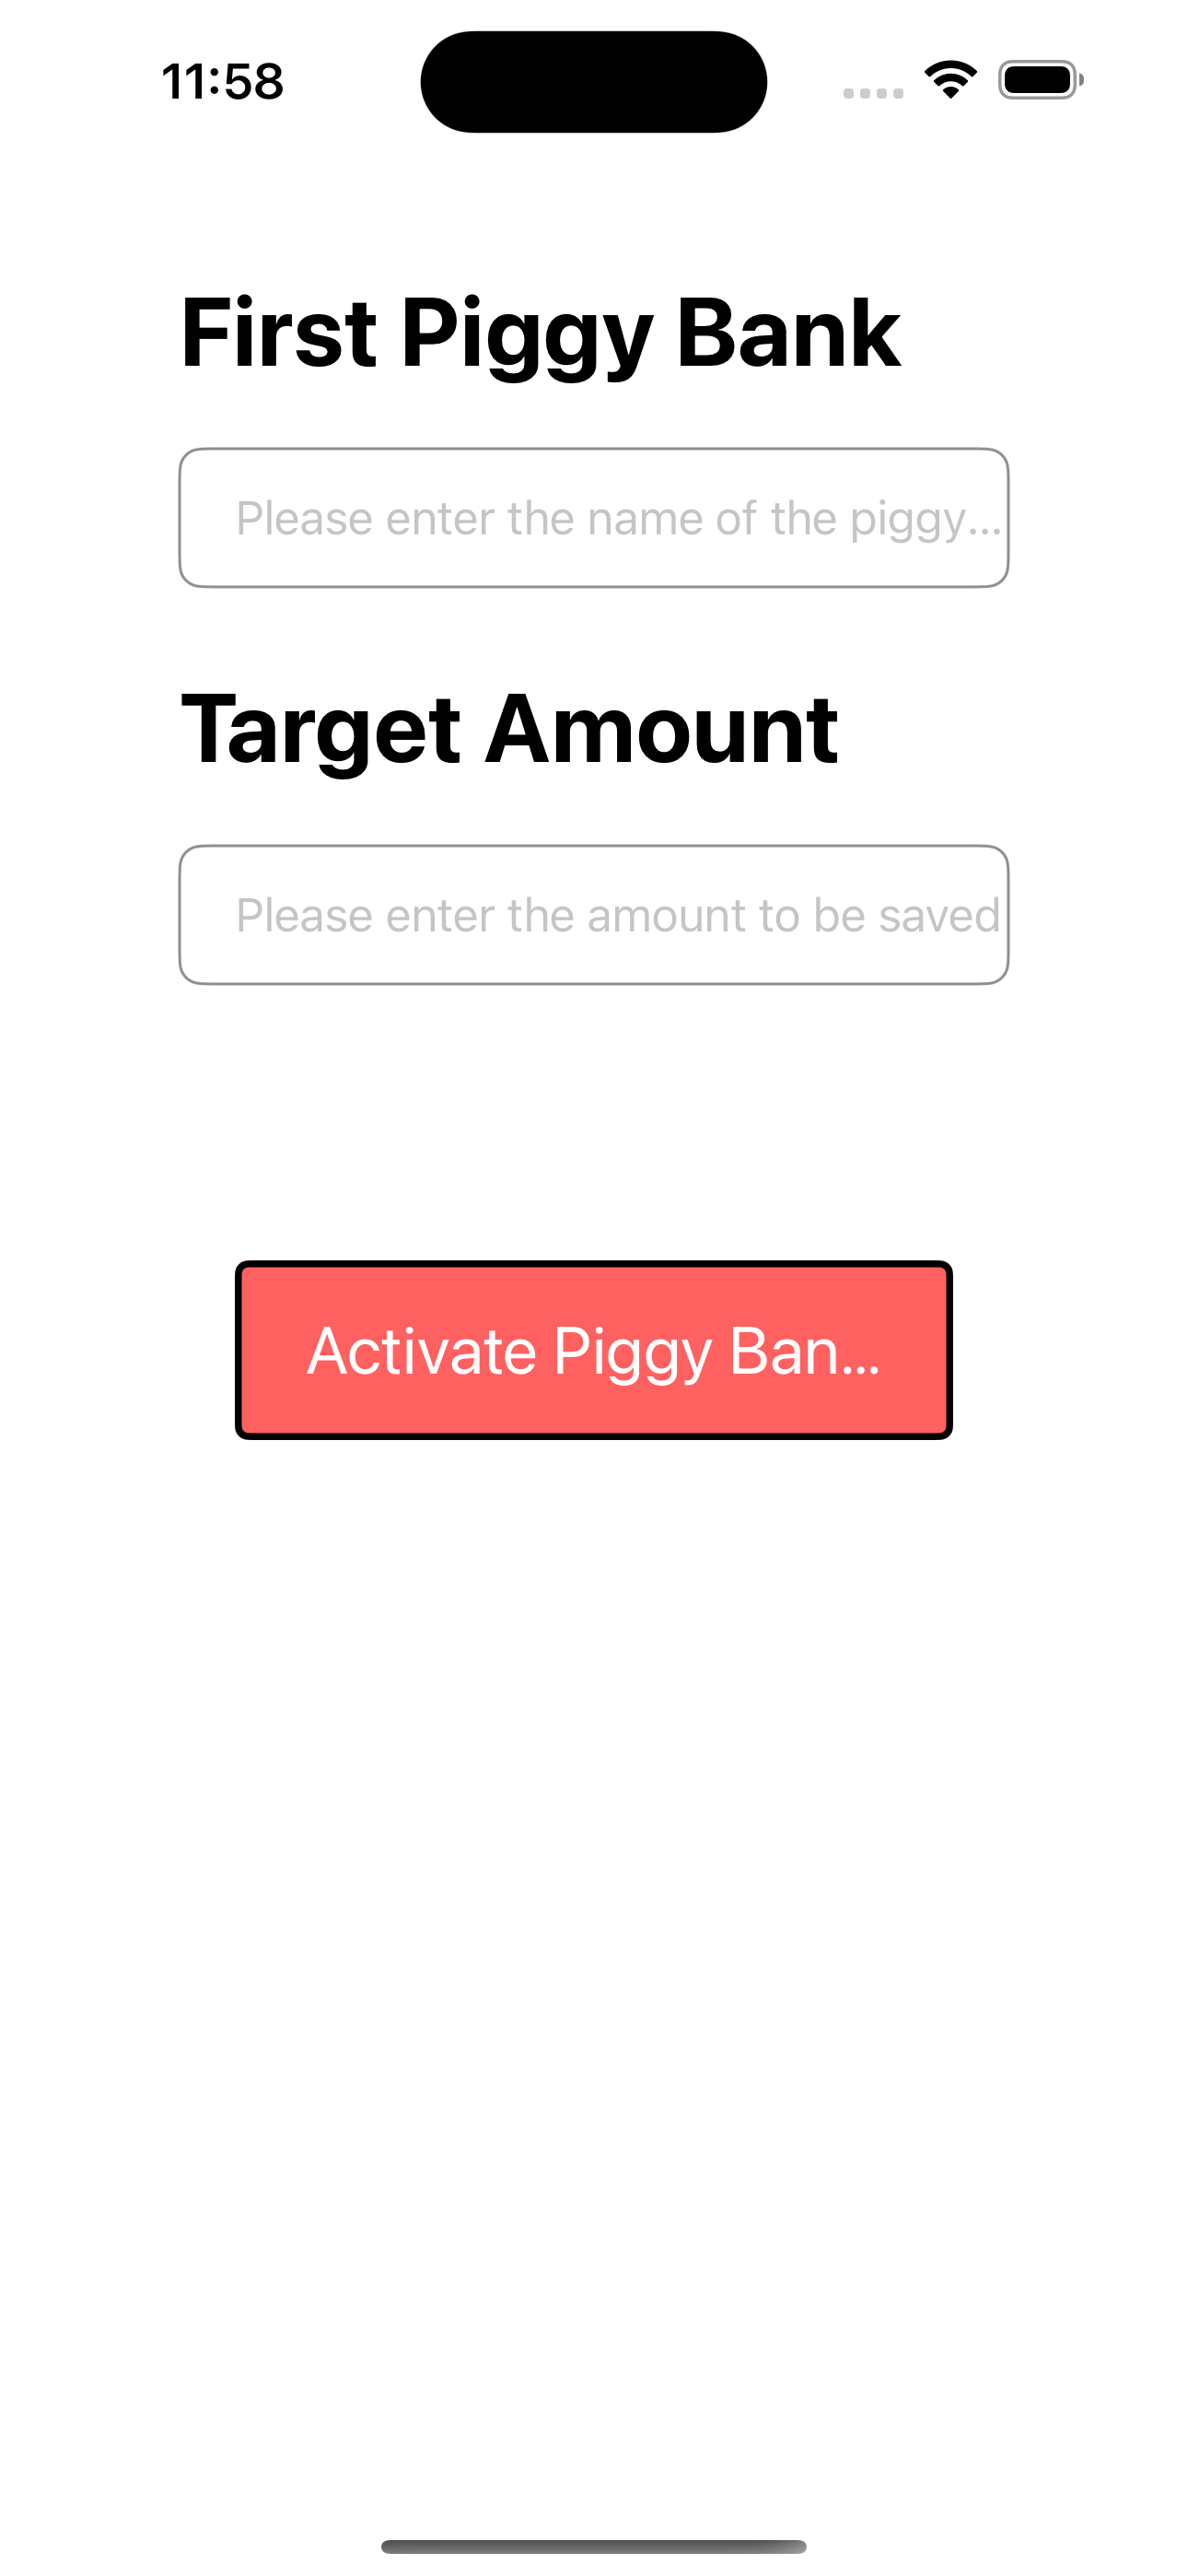 11:58
First Piggy Bank
Please enter the name of the piggy...
Target Amount
Please enter the amount to be saved
Activate Piggy Ban...